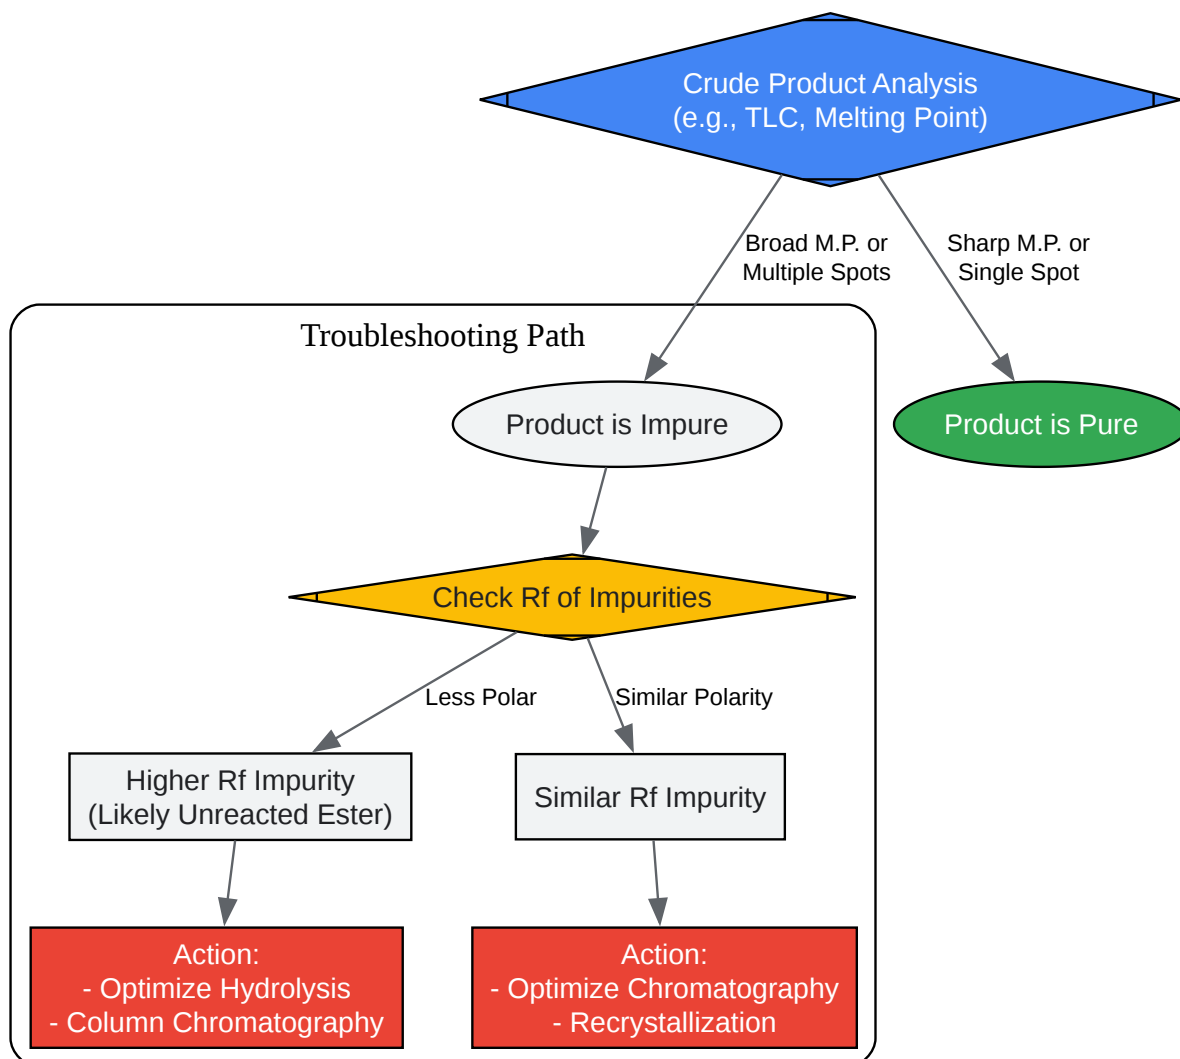 Crude Product Analysis
(e.g., TLC, Melting Point)
Broad M.P. or
Multiple Spots
Sharp M.P. or
Single Spot
Troubleshooting Path
Product is Impure
Product is Pure
Check Rf of Impurities
Less Polar
Similar Polarity
Higher Rf Impurity
(Likely Unreacted Ester)
Similar Rf Impurity
Action:
- Optimize Hydrolysis
- Column Chromatography
Action:
- Optimize Chromatography
- Recrystallization